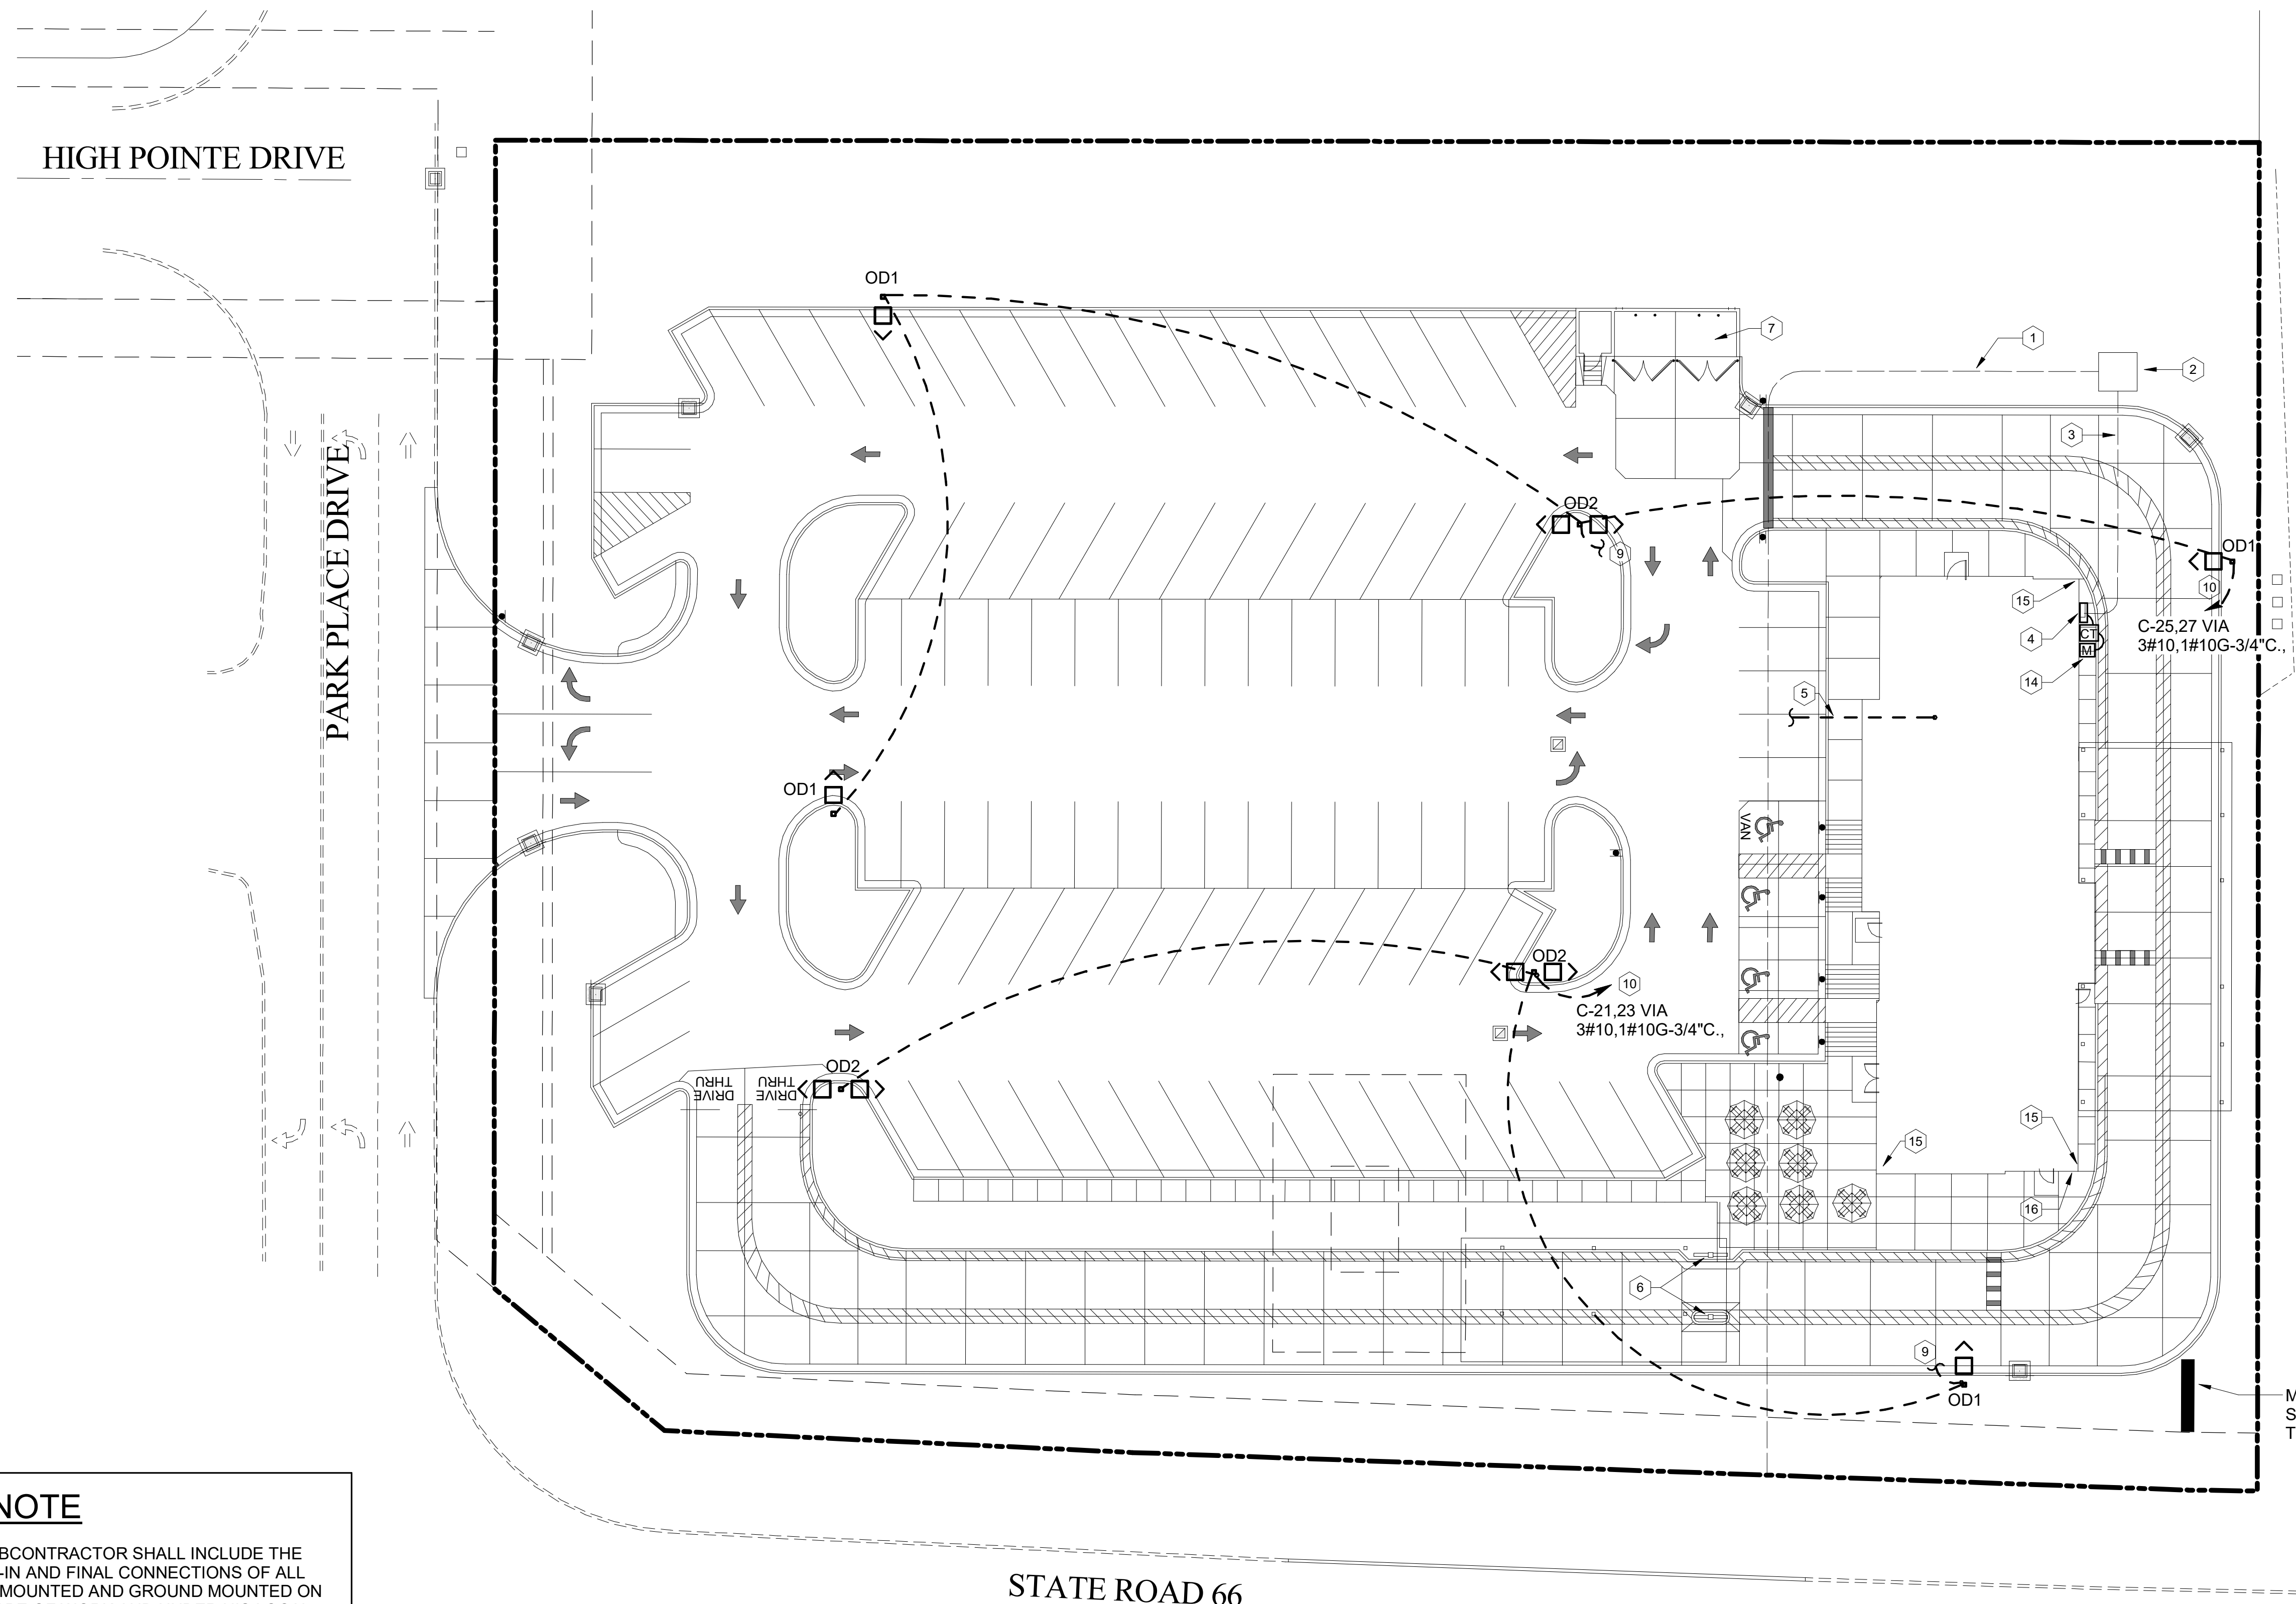 HIGH POINTE DRIVE
PARK PLACE DRIVE
OD1
7
1
2
3
OD2
9
OD1
10
C-25,27 VIA
3#10,1#10G-3/4"C.,
15
4
CT
M
14
5
OD1
VAN
OD2
10
C-21,23 VIA
3#10,1#10G-3/4"C.,
OD2
DRIVE
THRU
DRIVE
THRU
15
15
16
6
9
OD1
M
S
T
NOTE
BCONTRACTOR SHALL INCLUDE THE
-IN AND FINAL CONNECTIONS OF ALL
MOUNTED AND GROUND MOUNTED ON
STATE ROAD 66